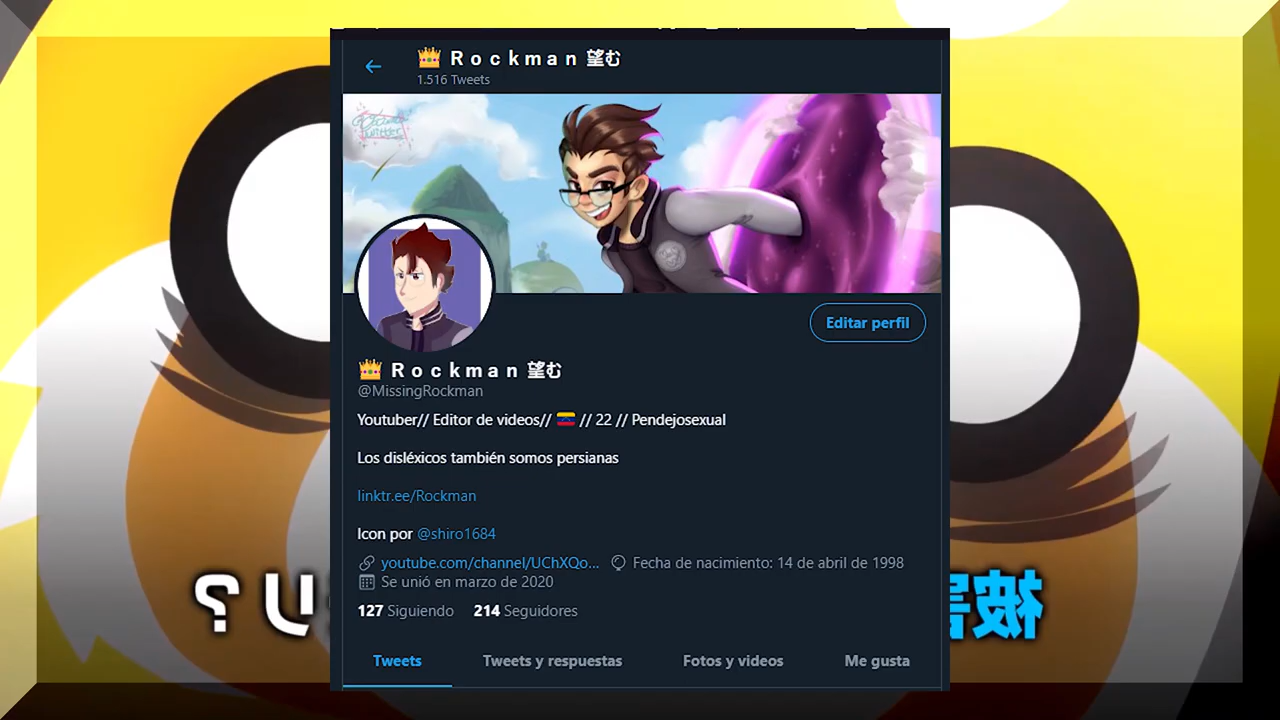 👑 Ｒｏｃｋｍａｎ 望む
1.516 Tweets
Editar perfil
👑 Ｒｏｃｋｍａｎ 望む
@MissingRockman
Youtuber// Editor de videos// 🇻🇪 // 22 // Pendejosexual
Los disléxicos también somos persianas
linktr.ee/Rockman
Icon por @shiro1684
youtube.com/channel/UChXQo... Fecha de nacimiento: 14 de abril de 1998
Se unió en marzo de 2020
127 Siguiendo 214 Seguidores
Tweets Tweets y respuestas Fotos y videos Me gusta